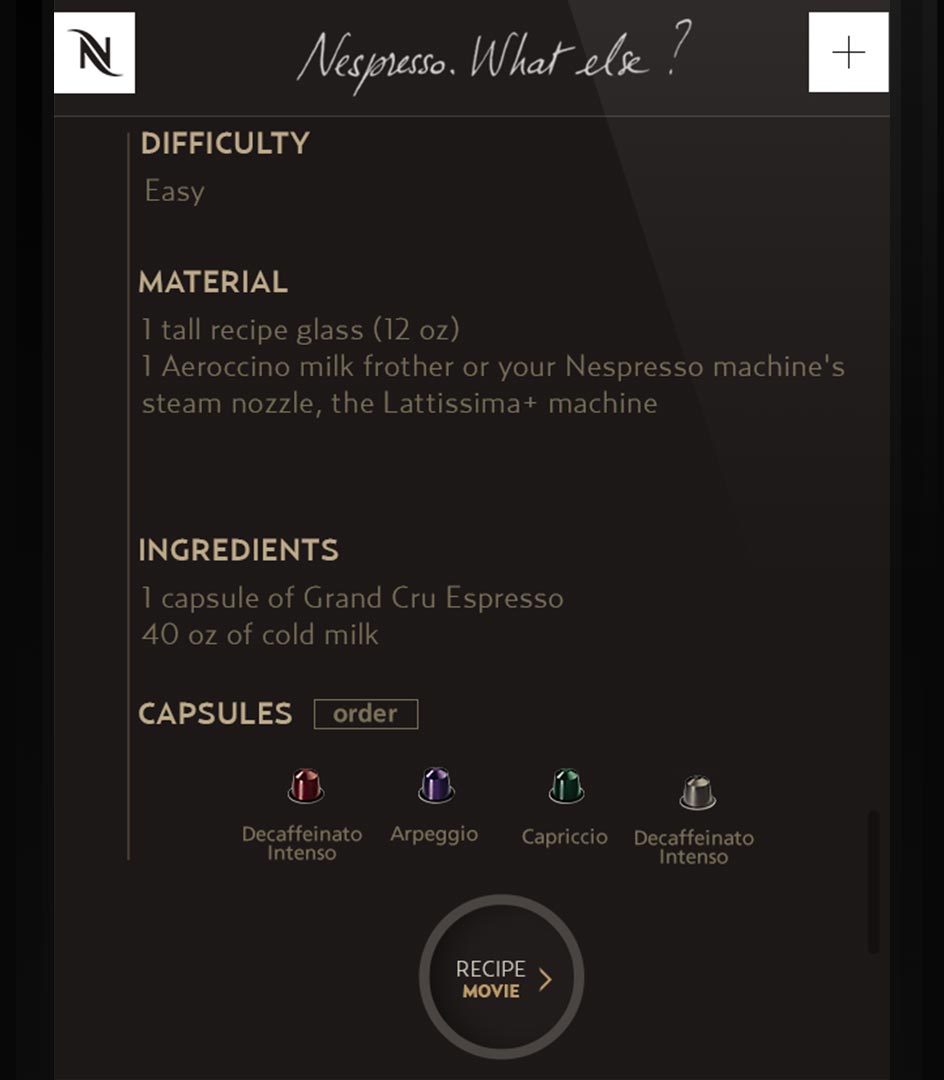 N
Nespresso. What else?
DIFFICULTY
Easy
MATERIAL
1 tall recipe glass (12 oz)
1 Aeroccino milk frother or your Nespresso machine's
steam nozzle, the Lattissima+ machine
INGREDIENTS
1 capsule of Grand Cru Espresso
40 oz of cold milk
CAPSULES order
Decaffeinato
Intenso
Arpeggio
Capriccio
Decaffeinato
Intenso
RECIPE
MOVIE